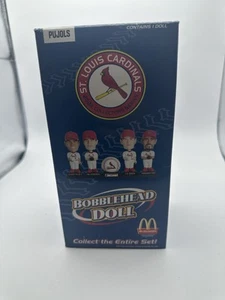 PUJOLS
CONTAINS 1 DOLL
ST. LOUIS CARDINALS
BOBBLEHEAD
DOLL
Collect the Entire Set!